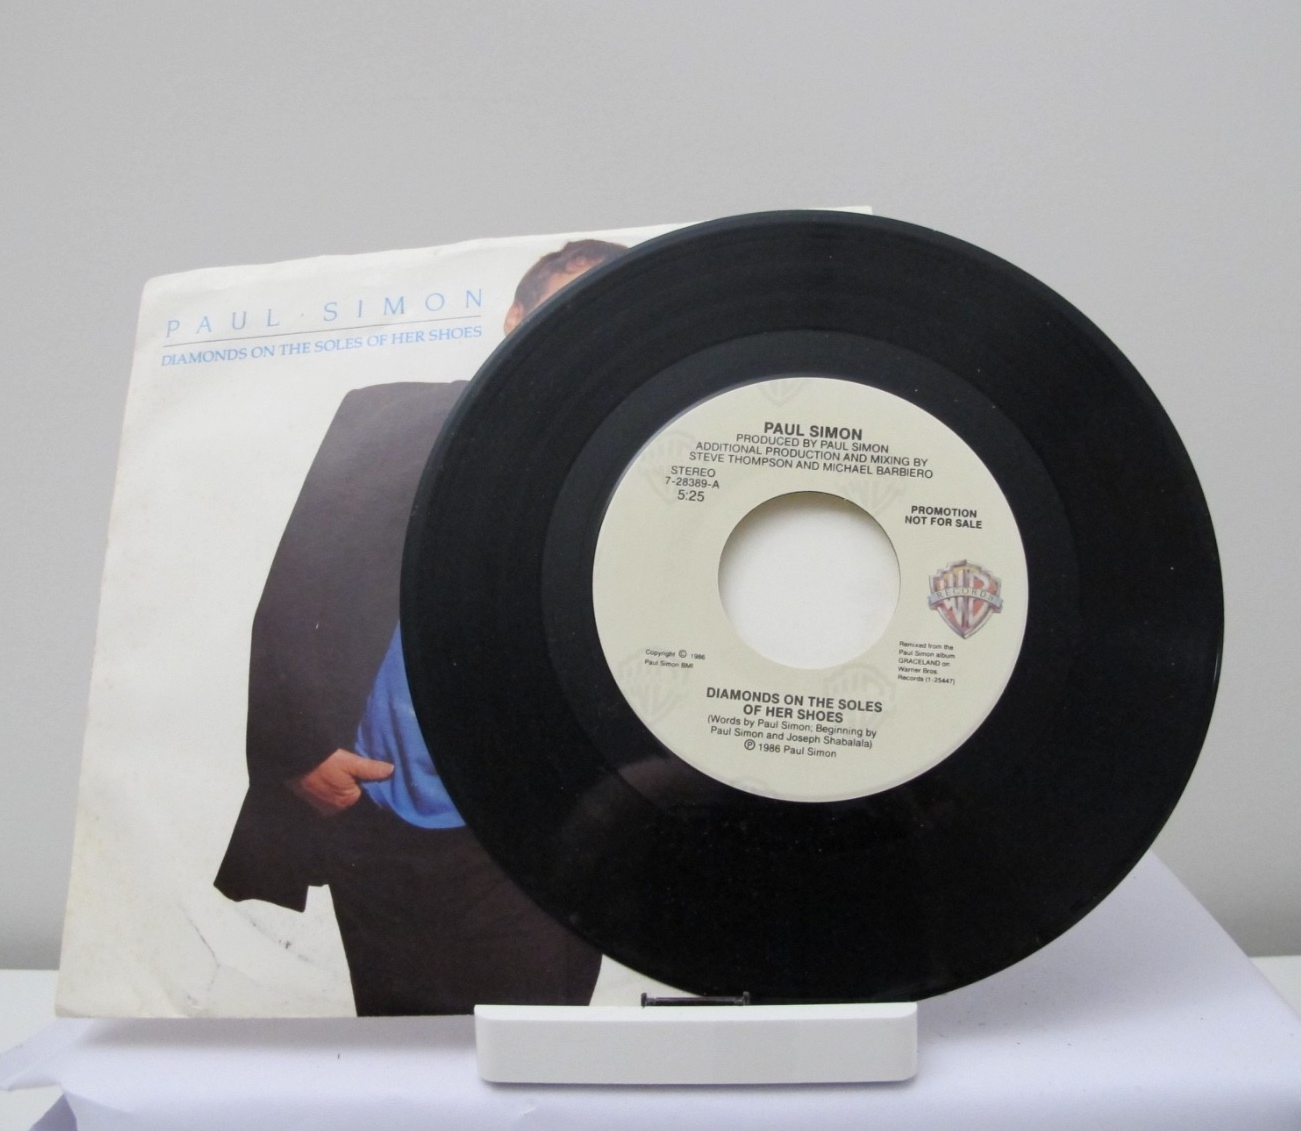 PAUL SIMON
DIAMONDS ON THE SOLES OF HER SHOES
PAUL SIMON
PRODUCED BY PAUL SIMON
ADDITIONAL PRODUCTION AND MIXING BY
STEVE THOMPSON AND MICHAEL BARBIERO
STEREO
7-28389-A
5:25
PROMOTION
NOT FOR SALE
WB
RECORDS
Copyright © 1986
Paul Simon BMI
Remixed from the
Paul Simon album
GRACELAND on
Warner Bros.
Records (1-25447)
DIAMONDS ON THE SOLES
OF HER SHOES
(Words by Paul Simon; Beginning by
Paul Simon and Joseph Shabalala)
℗ 1986 Paul Simon